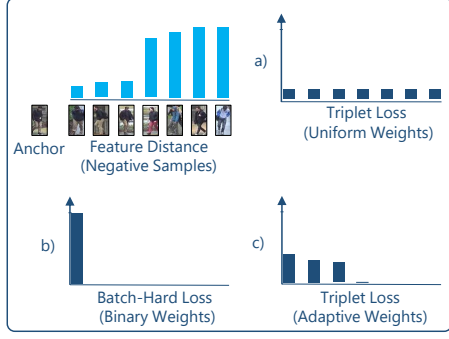 a)
Anchor
Feature Distance
(Negative Samples)
Triplet Loss
(Uniform Weights)
b)
Batch-Hard Loss
(Binary Weights)
c)
Triplet Loss
(Adaptive Weights)